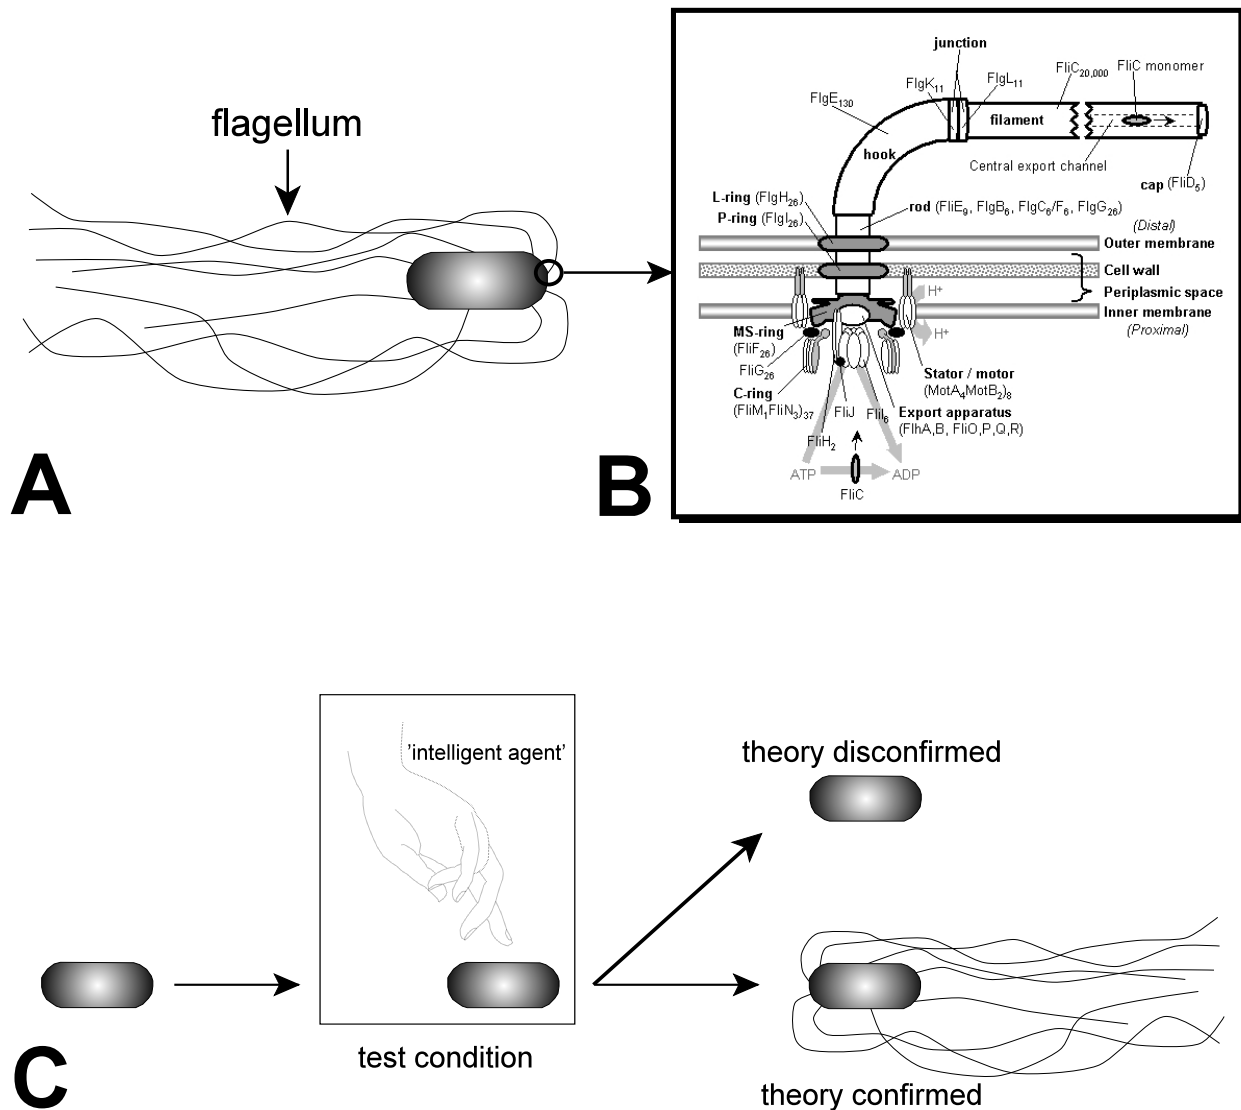 flagellum
A
B
junction
FlgK11
FlgL11
FliC20,000
FliC monomer
FlgE130
filament
hook
Central export channel
cap (FliD5)
L-ring (FlgH26)
P-ring (FlgI26)
rod (FliE9, FlgB6, FlgC6/F6, FlgG26)
(Distal)
Outer membrane
Cell wall
Periplasmic space
Inner membrane
(Proximal)
H+
H+
MS-ring
(FliF26)
FliG26
C-ring
(FliM1FliN3)37
Stator / motor
(MotA4MotB2)8
FliJ
FliI6
Export apparatus
(FlhA,B, FliO,P,Q,R)
FliH2
ATP
ADP
FliC
'intelligent agent'
theory disconfirmed
test condition
theory confirmed
C